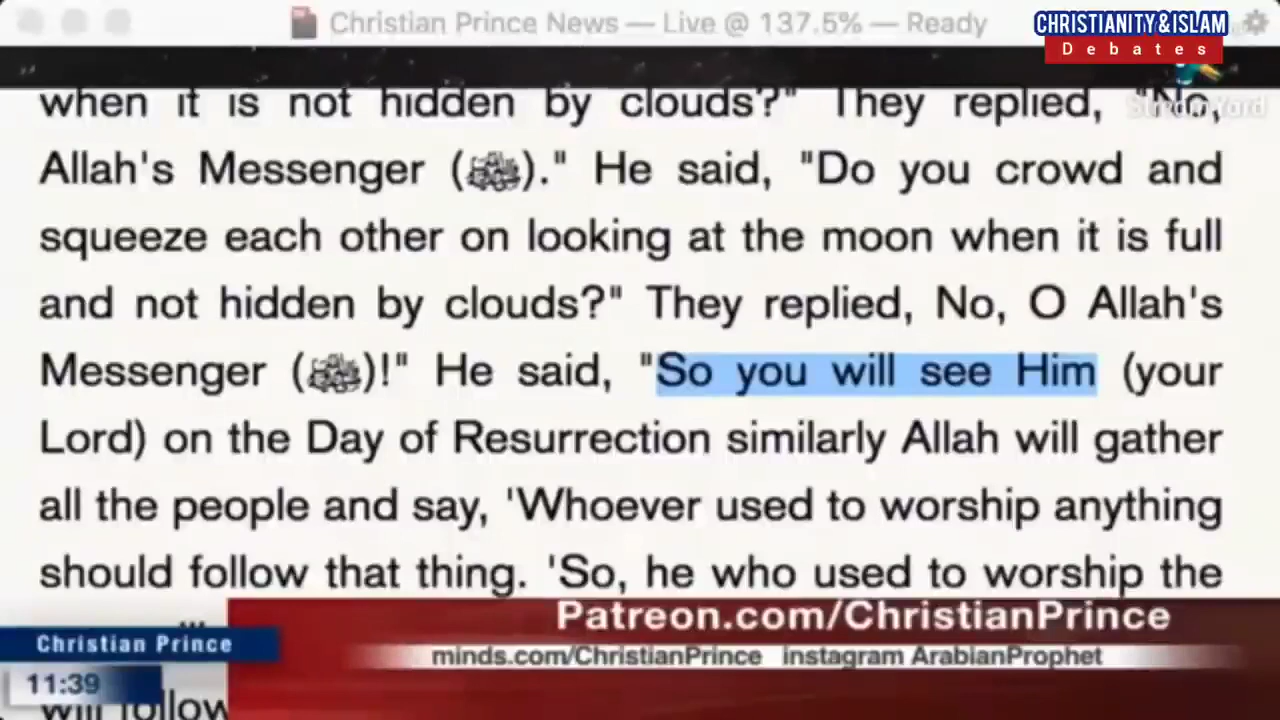 Christian Prince News — Live @ 137.5% — Ready
CHRISTIANITY & ISLAM
Debates
StreamYard
when it is not hidden by clouds?" They replied, "No,
Allah's Messenger (ﷺ)." He said, "Do you crowd and
squeeze each other on looking at the moon when it is full
and not hidden by clouds?" They replied, No, O Allah's
Messenger (ﷺ)!" He said, "So you will see Him (your
Lord) on the Day of Resurrection similarly Allah will gather
all the people and say, 'Whoever used to worship anything
should follow that thing. 'So, he who used to worship the
will follow
Patreon.com/ChristianPrince
Christian Prince
minds.com/ChristianPrince instagram ArabianProphet
11:39